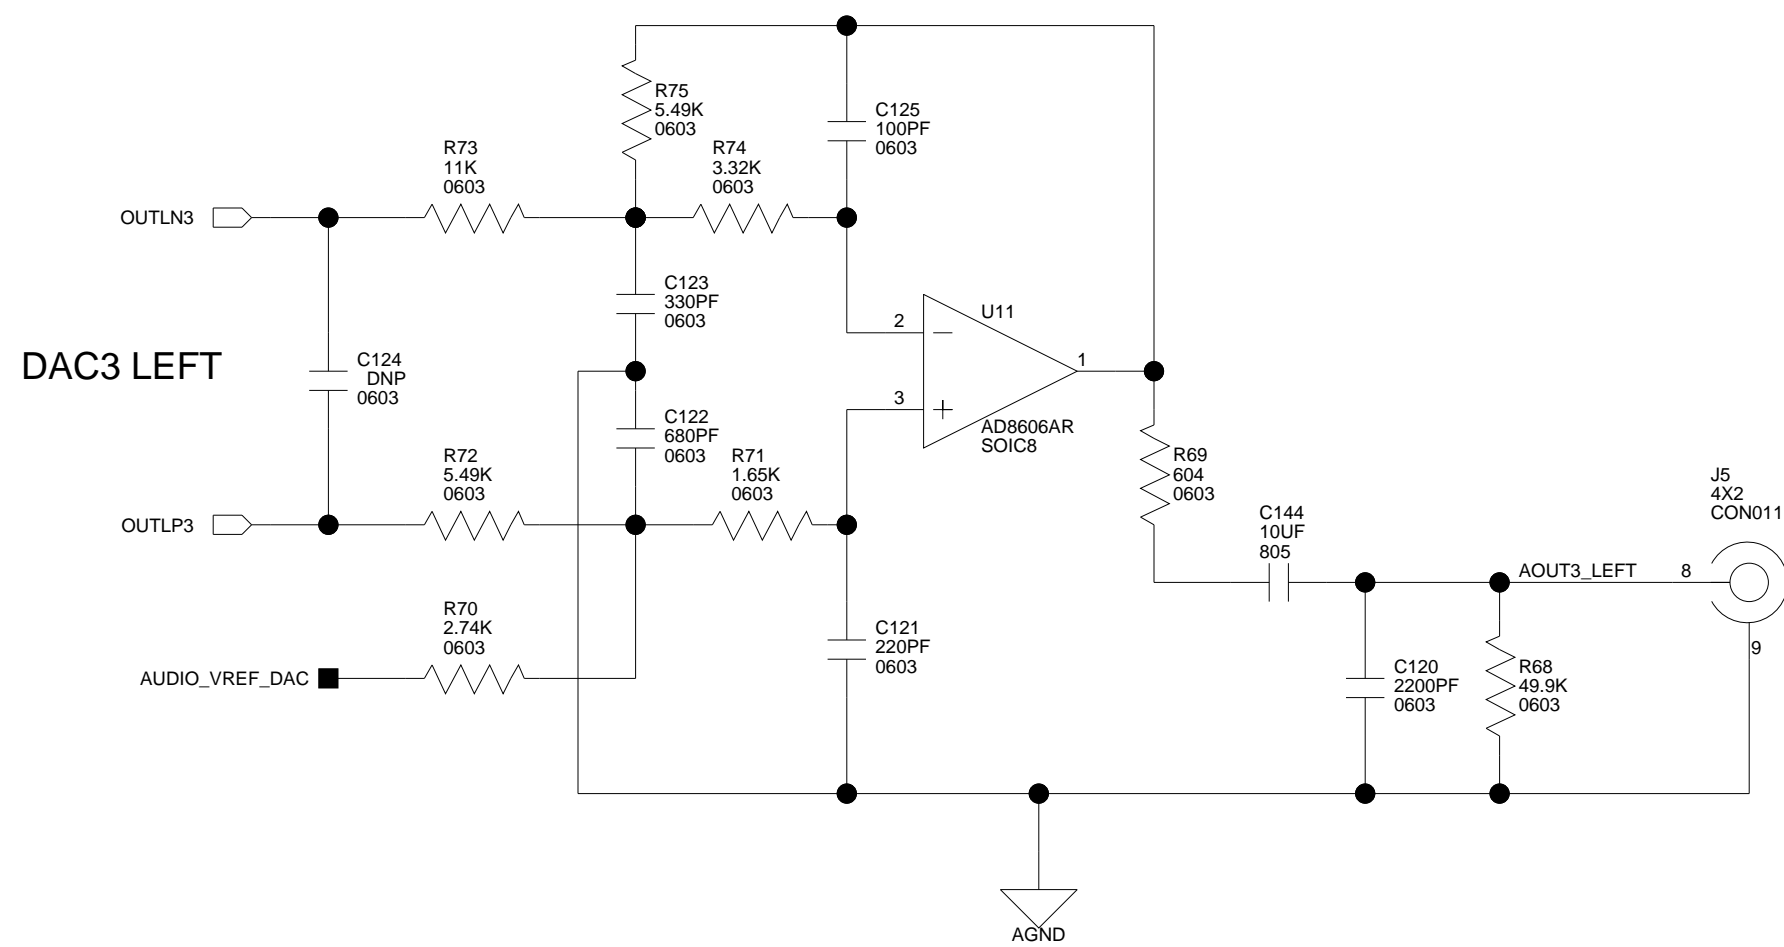 R75
5.49K
0603
C125
100PF
0603
R73
11K
0603
R74
3.32K
0603
OUTLN3
C123
330PF
0603
U11
2
DAC3 LEFT
C124
DNP
0603
1
3
C122
680PF
0603
AD8606AR
SOIC8
R72
5.49K
0603
R71
1.65K
0603
R69
604
0603
J5
4X2
CON011
OUTLP3
C144
10UF
805
AOUT3_LEFT
8
R70
2.74K
0603
C121
220PF
0603
9
AUDIO_VREF_DAC
C120
2200PF
0603
R68
49.9K
0603
AGND